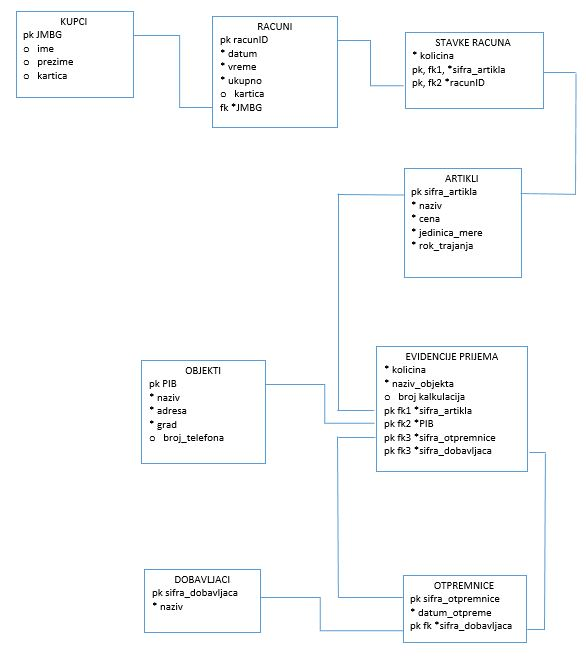 KUPCI
pk JMBG
o ime
o prezime
o kartica
RACUNI
pk racunID
* datum
* vreme
* ukupno
o kartica
fk *JMBG
STAVKE RACUNA
* kolicina
pk, fk1, *sifra_artikla
pk, fk2 *racunID
ARTIKLI
pk sifra_artikla
* naziv
* cena
* jedinica_mere
* rok_trajanja
OBJEKTI
pk PIB
* naziv
* adresa
* grad
o broj_telefona
EVIDENCIJE PRIJEMA
* kolicina
* naziv_objekta
o broj kalkulacija
pk fk1 *sifra_artikla
pk fk2 *PIB
pk fk3 *sifra_otpremnice
pk fk3 *sifra_dobavljaca
DOBAVLJACI
pk sifra_dobavljaca
* naziv
OTPREMNICE
pk sifra_otpremnice
* datum_otpreme
pk fk *sifra_dobavljaca